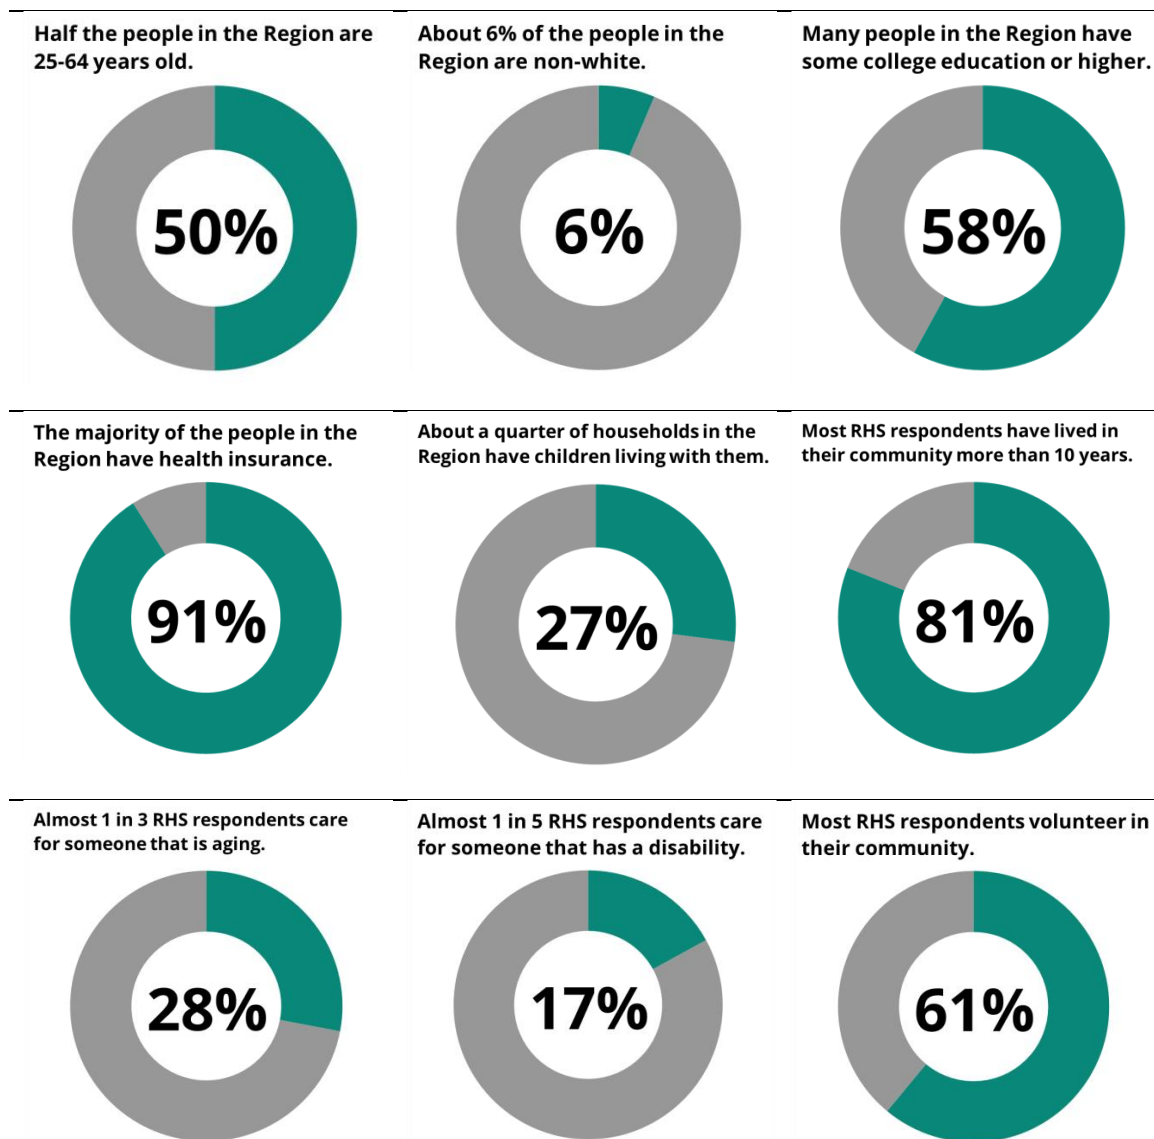 Half the people in the Region are
25-64 years old.
50%
About 6% of the people in the
Region are non-white.
6%
Many people in the Region have
some college education or higher.
58%
The majority of the people in the
Region have health insurance.
91%
About a quarter of households in the
Region have children living with them.
27%
Most RHS respondents have lived in
their community more than 10 years.
81%
Almost 1 in 3 RHS respondents care
for someone that is aging.
28%
Almost 1 in 5 RHS respondents care
for someone that has a disability.
17%
Most RHS respondents volunteer in
their community.
61%